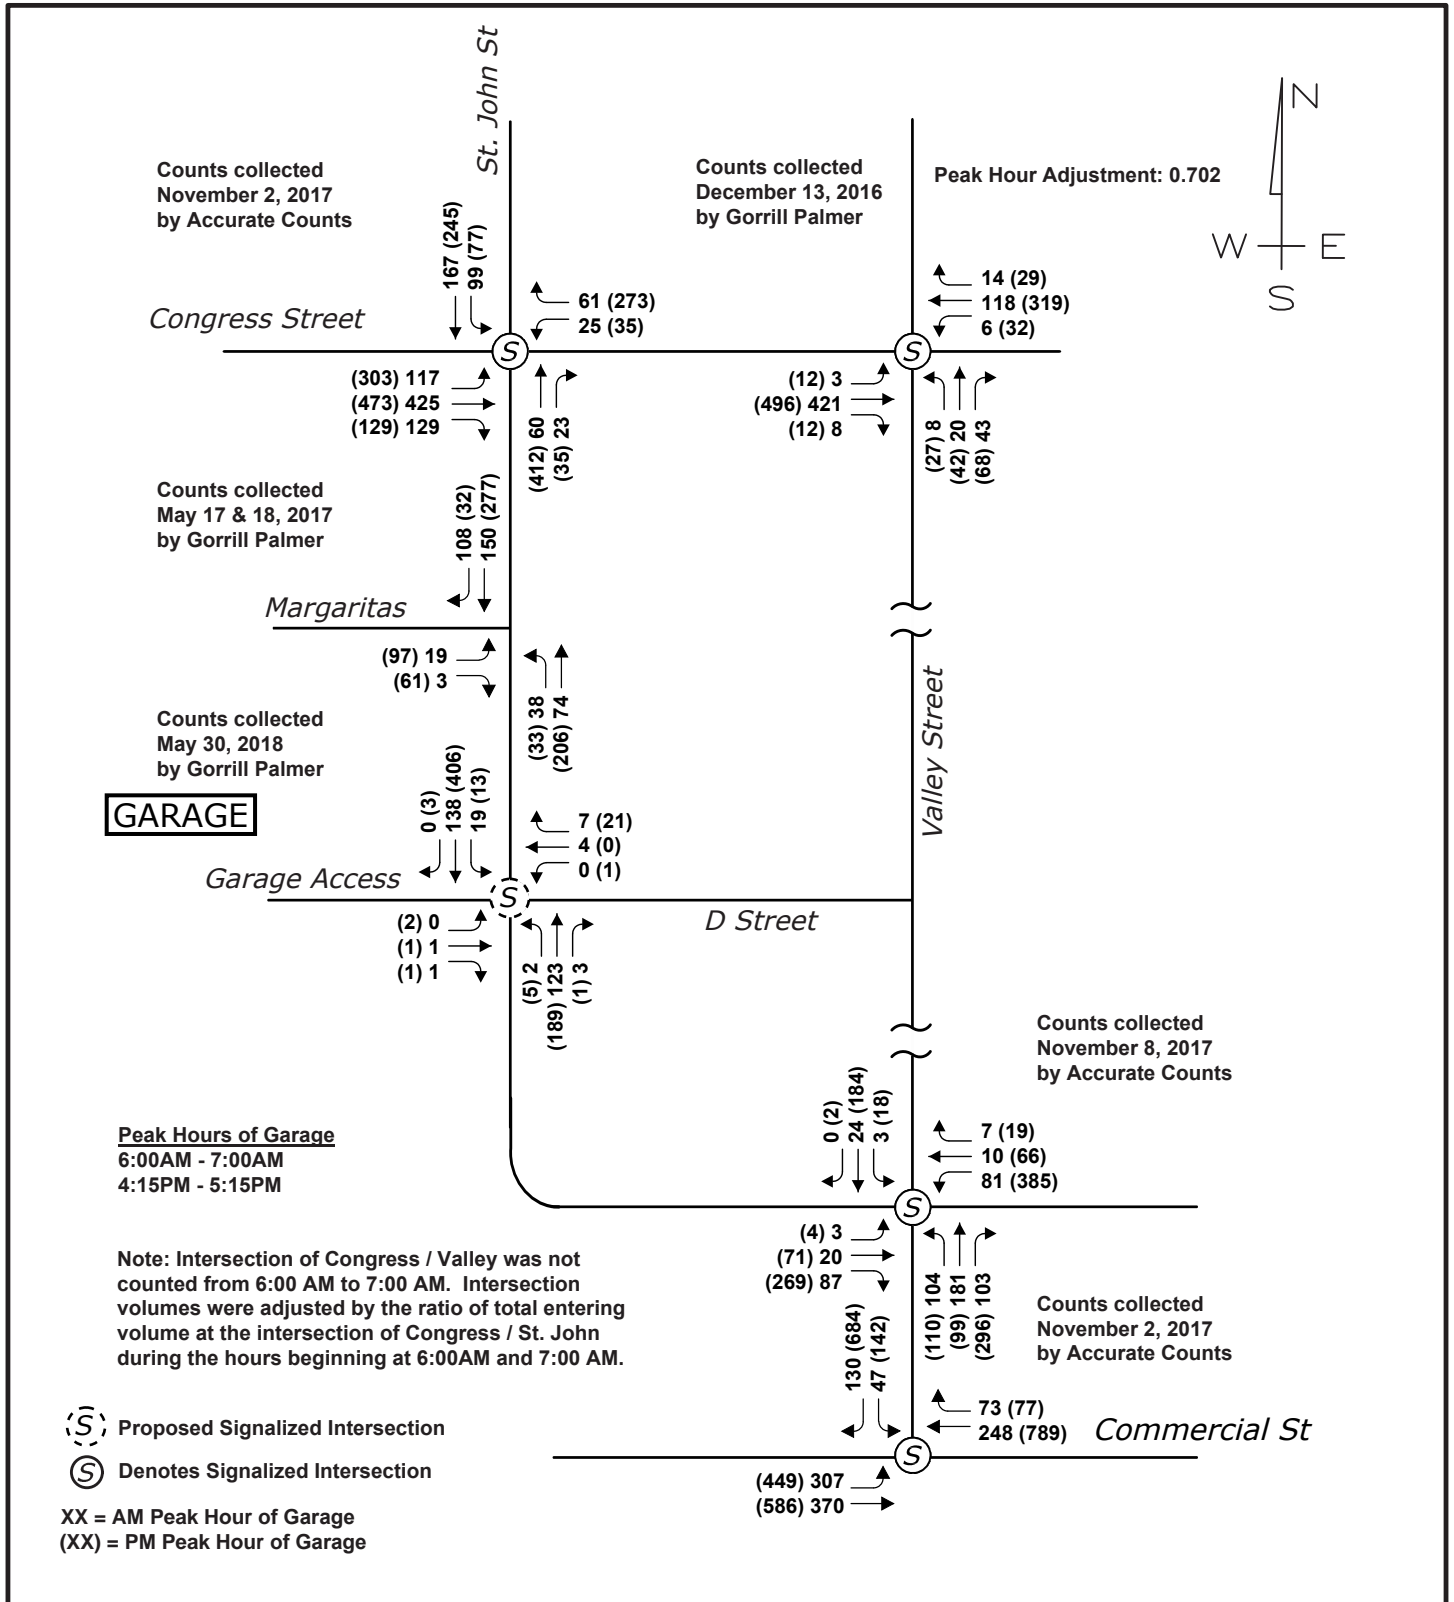 St. John St
N
W E
S
Counts collected
November 2, 2017
by Accurate Counts
Counts collected
December 13, 2016
by Gorrill Palmer
Peak Hour Adjustment: 0.702
167 (245)
99 (77)
61 (273)
25 (35)
14 (29)
118 (319)
6 (32)
Congress Street
S
S
(303) 117
(473) 425
(129) 129
(412) 60
(35) 23
(12) 3
(496) 421
(12) 8
(27) 8
(42) 20
(68) 43
Counts collected
May 17 & 18, 2017
by Gorrill Palmer
108 (32)
150 (277)
Margaritas
(97) 19
(61) 3
(33) 38
(206) 74
Valley Street
Counts collected
May 30, 2018
by Gorrill Palmer
GARAGE
0 (3)
138 (406)
19 (13)
7 (21)
4 (0)
0 (1)
Garage Access
S
D Street
(2) 0
(1) 1
(1) 1
(5) 2
(189) 123
(1) 3
Counts collected
November 8, 2017
by Accurate Counts
0 (2)
24 (184)
3 (18)
7 (19)
10 (66)
81 (385)
Peak Hours of Garage
6:00AM - 7:00AM
4:15PM - 5:15PM
S
(4) 3
(71) 20
(269) 87
(110) 104
(99) 181
(296) 103
Note: Intersection of Congress / Valley was not
counted from 6:00 AM to 7:00 AM. Intersection
volumes were adjusted by the ratio of total entering
volume at the intersection of Congress / St. John
during the hours beginning at 6:00AM and 7:00 AM.
Counts collected
November 2, 2017
by Accurate Counts
130 (684)
47 (142)
73 (77)
248 (789)
Commercial St
S
(449) 307
(586) 370
S Proposed Signalized Intersection
S Denotes Signalized Intersection
XX = AM Peak Hour of Garage
(XX) = PM Peak Hour of Garage